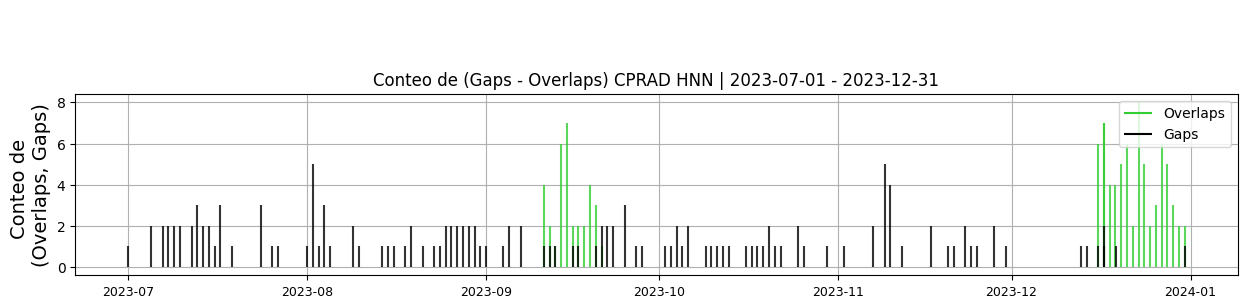 Conteo de (Gaps - Overlaps) CPRAD HNN | 2023-07-01 - 2023-12-31
Conteo de
(Overlaps, Gaps)
8
6
4
2
0
Overlaps
Gaps
2023-07
2023-08
2023-09
2023-10
2023-11
2023-12
2024-01